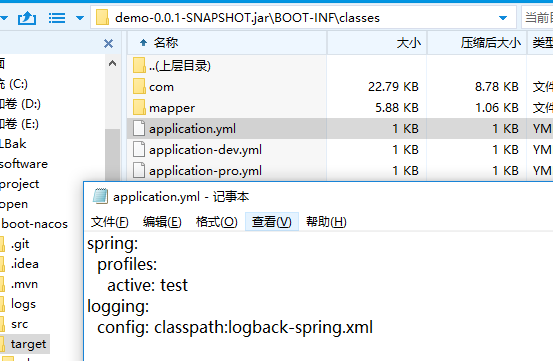 demo-0.0.1-SNAPSHOT.jar\BOOT-INF\classes
当前目
名称 大小 压缩后大小 类型
..(上层目录)
(C:)
com 22.79 KB 8.78 KB 文件
和卷 (D:)
mapper 5.88 KB 1.06 KB 文件
和卷 (E:)
application.yml 1 KB 1 KB YM
LBak
application-dev.yml 1 KB 1 KB YM
software
application-pro.yml 1 KB 1 KB YM
project
open
boot-nacos
.git
.idea
.mvn
logs
src
target
application.yml - 记事本
文件(F) 编辑(E) 格式(O) 查看(V) 帮助(H)
spring:
profiles:
active: test
logging:
config: classpath:logback-spring.xml